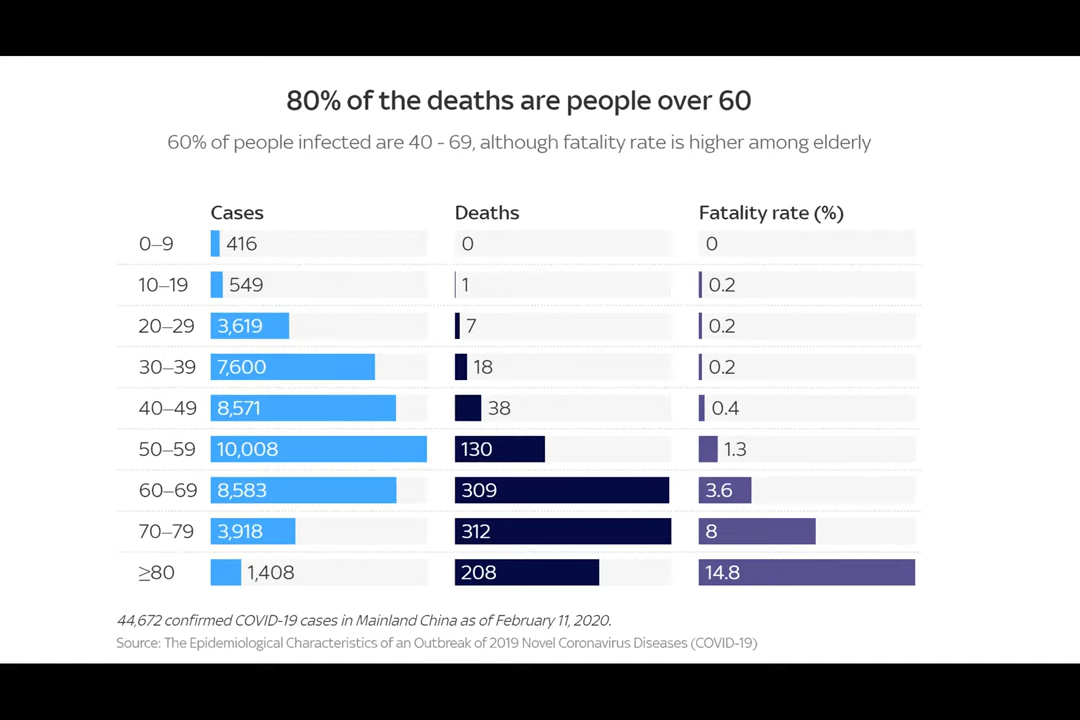 80% of the deaths are people over 60
60% of people infected are 40 - 69, although fatality rate is higher among elderly
Cases Deaths Fatality rate (%)
0–9 416 0 0
10–19 549 1 0.2
20–29 3,619 7 0.2
30–39 7,600 18 0.2
40–49 8,571 38 0.4
50–59 10,008 130 1.3
60–69 8,583 309 3.6
70–79 3,918 312 8
≥80 1,408 208 14.8
44,672 confirmed COVID-19 cases in Mainland China as of February 11, 2020.
Source: The Epidemiological Characteristics of an Outbreak of 2019 Novel Coronavirus Diseases (COVID-19)